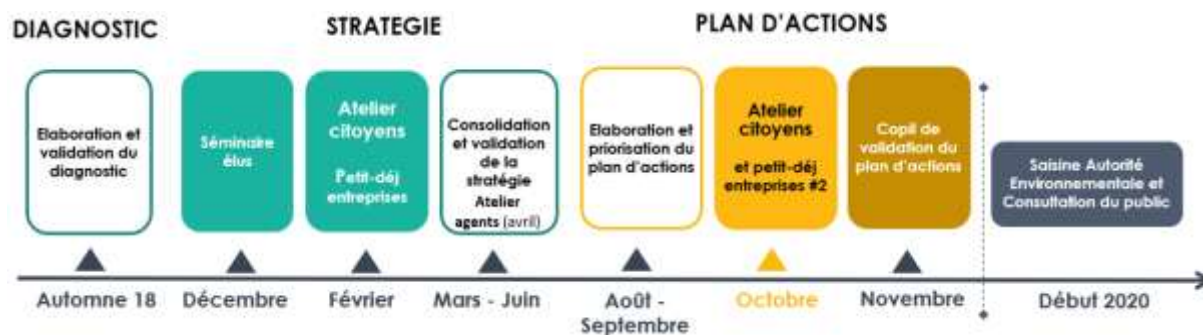 DIAGNOSTIC
STRATEGIE
PLAN D'ACTIONS
Elaboration et
validation du
diagnostic
Séminaire
élus
Atelier
citoyens
Petit-déj
entreprises
Consolidation
et validation
de la
stratégie
Atelier
agents (avril)
Elaboration et
priorisation du
plan d'actions
Atelier
citoyens
et petit-déj
entreprises #2
Copil de
validation du
plan d'actions
Saisine Autorité
Environnementale et
Consultation du public
Automne 18
Décembre
Février
Mars - Juin
Août -
Septembre
Octobre
Novembre
Début 2020